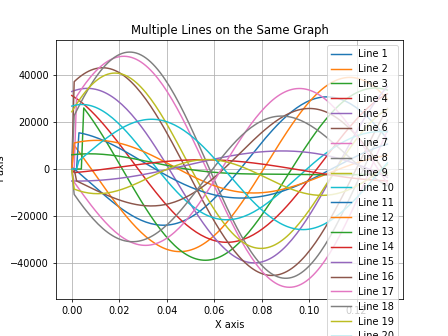 Multiple Lines on the Same Graph
40000
20000
0
−20000
−40000
0.00 0.02 0.04 0.06 0.08 0.10
X axis
Line 1
Line 2
Line 3
Line 4
Line 5
Line 6
Line 7
Line 8
Line 9
Line 10
Line 11
Line 12
Line 13
Line 14
Line 15
Line 16
Line 17
Line 18
Line 19
Line 20